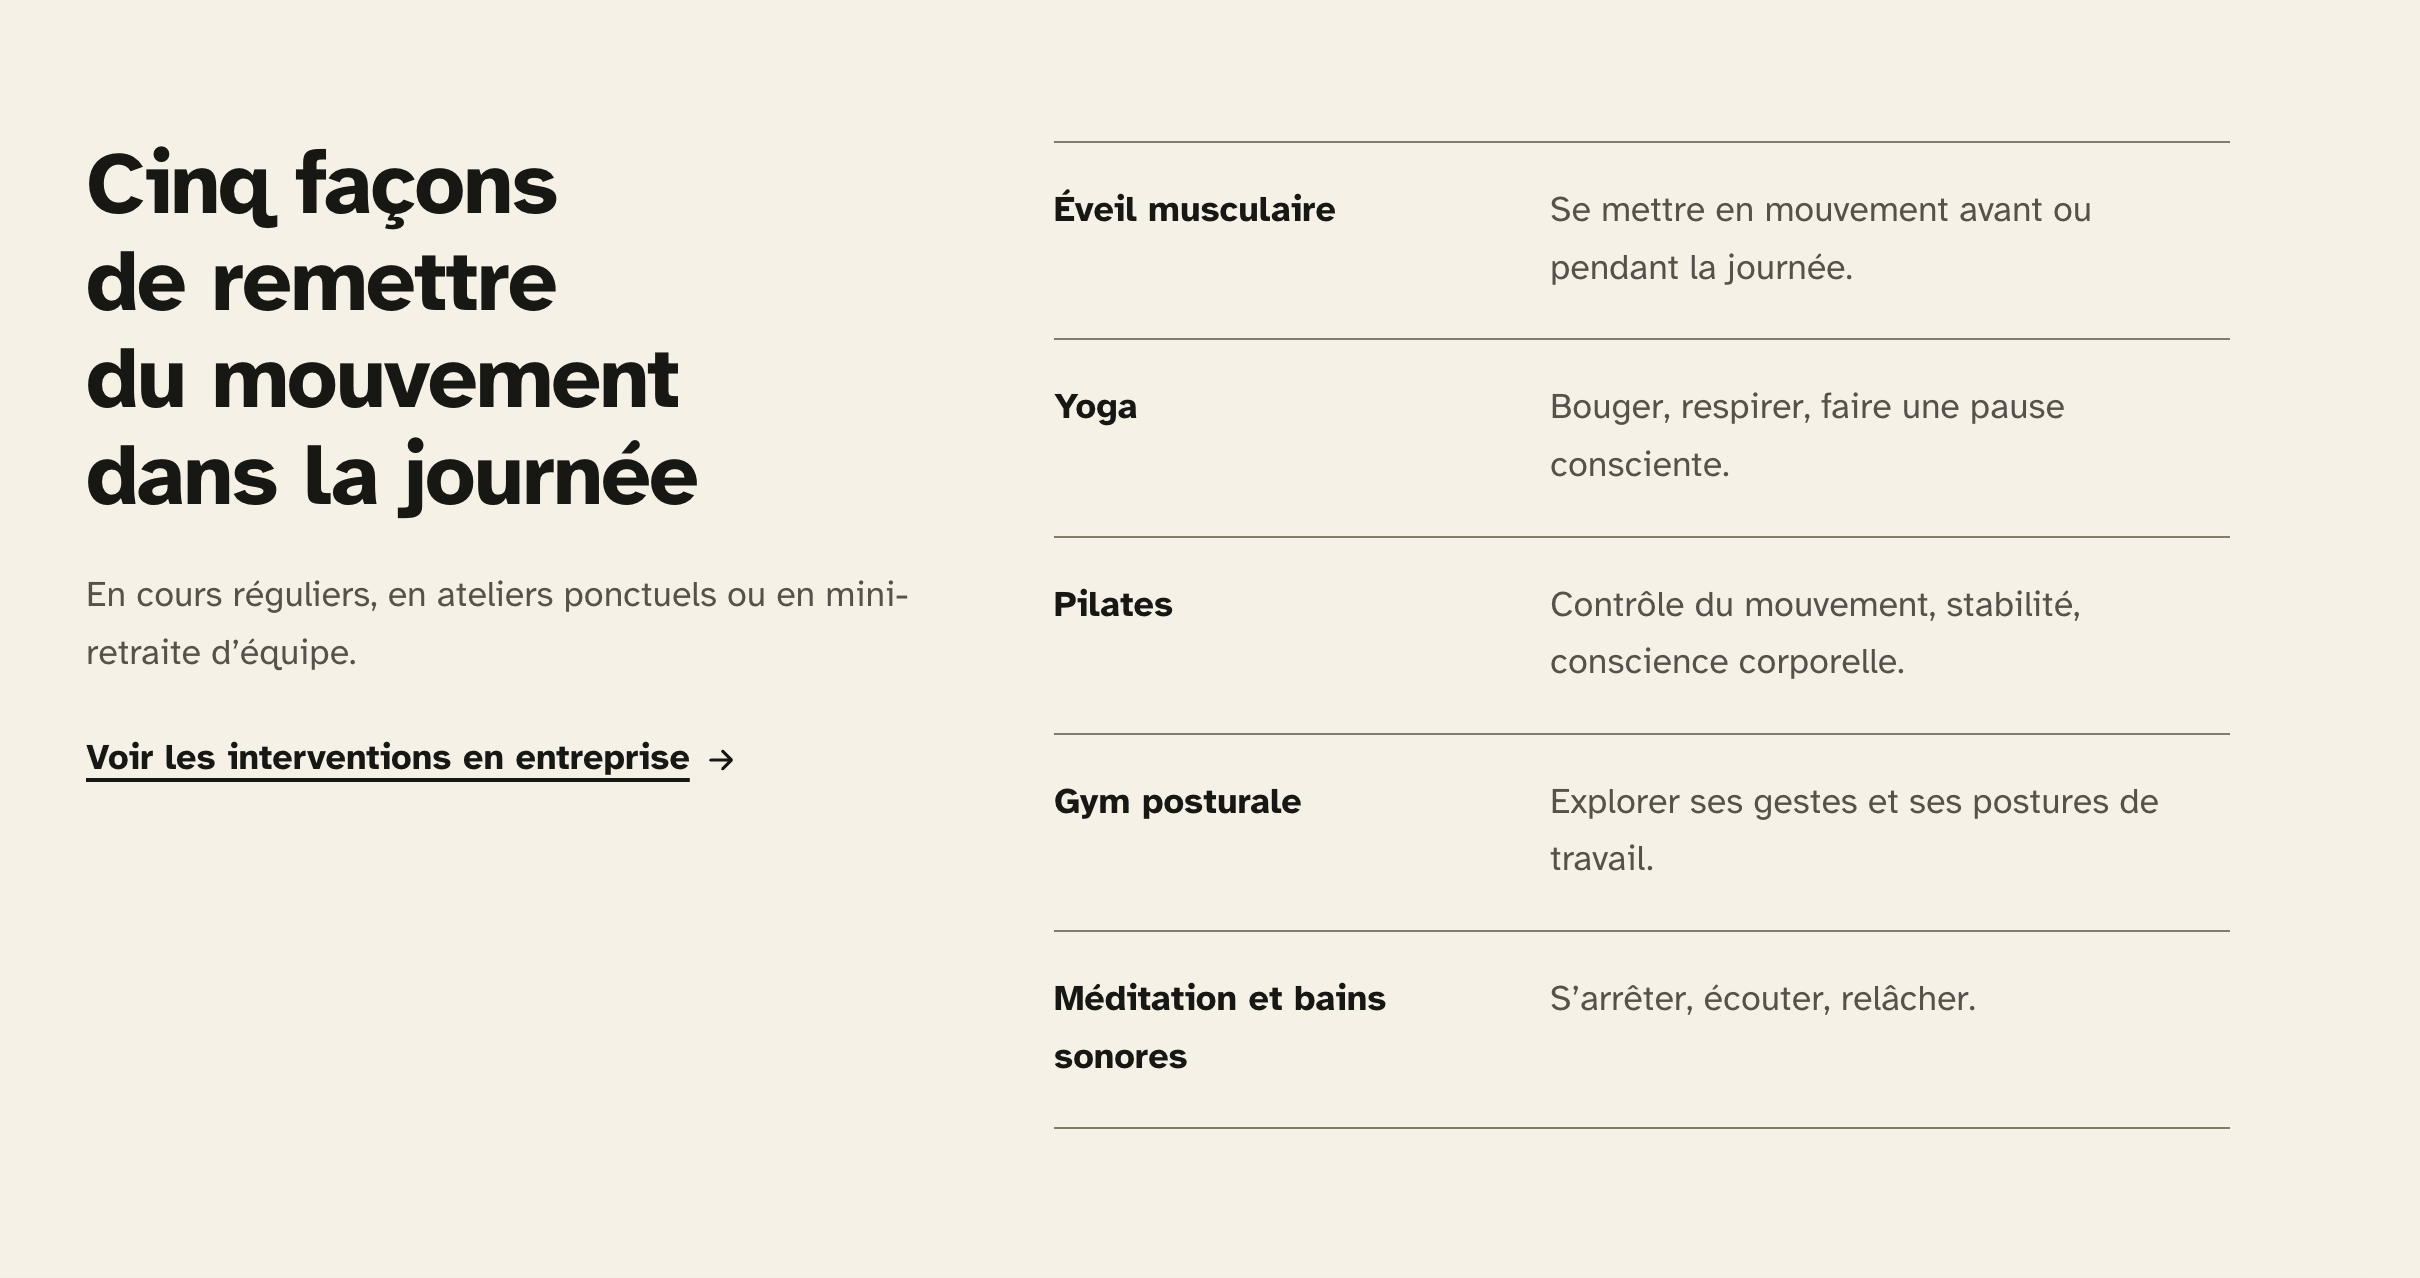 Cinq façons
de remettre
du mouvement
dans la journée
En cours réguliers, en ateliers ponctuels ou en mini-
retraite d’équipe.
Voir les interventions en entreprise →
Éveil musculaire
Se mettre en mouvement avant ou
pendant la journée.
Yoga
Bouger, respirer, faire une pause
consciente.
Pilates
Contrôle du mouvement, stabilité,
conscience corporelle.
Gym posturale
Explorer ses gestes et ses postures de
travail.
Méditation et bains
sonores
S’arrêter, écouter, relâcher.